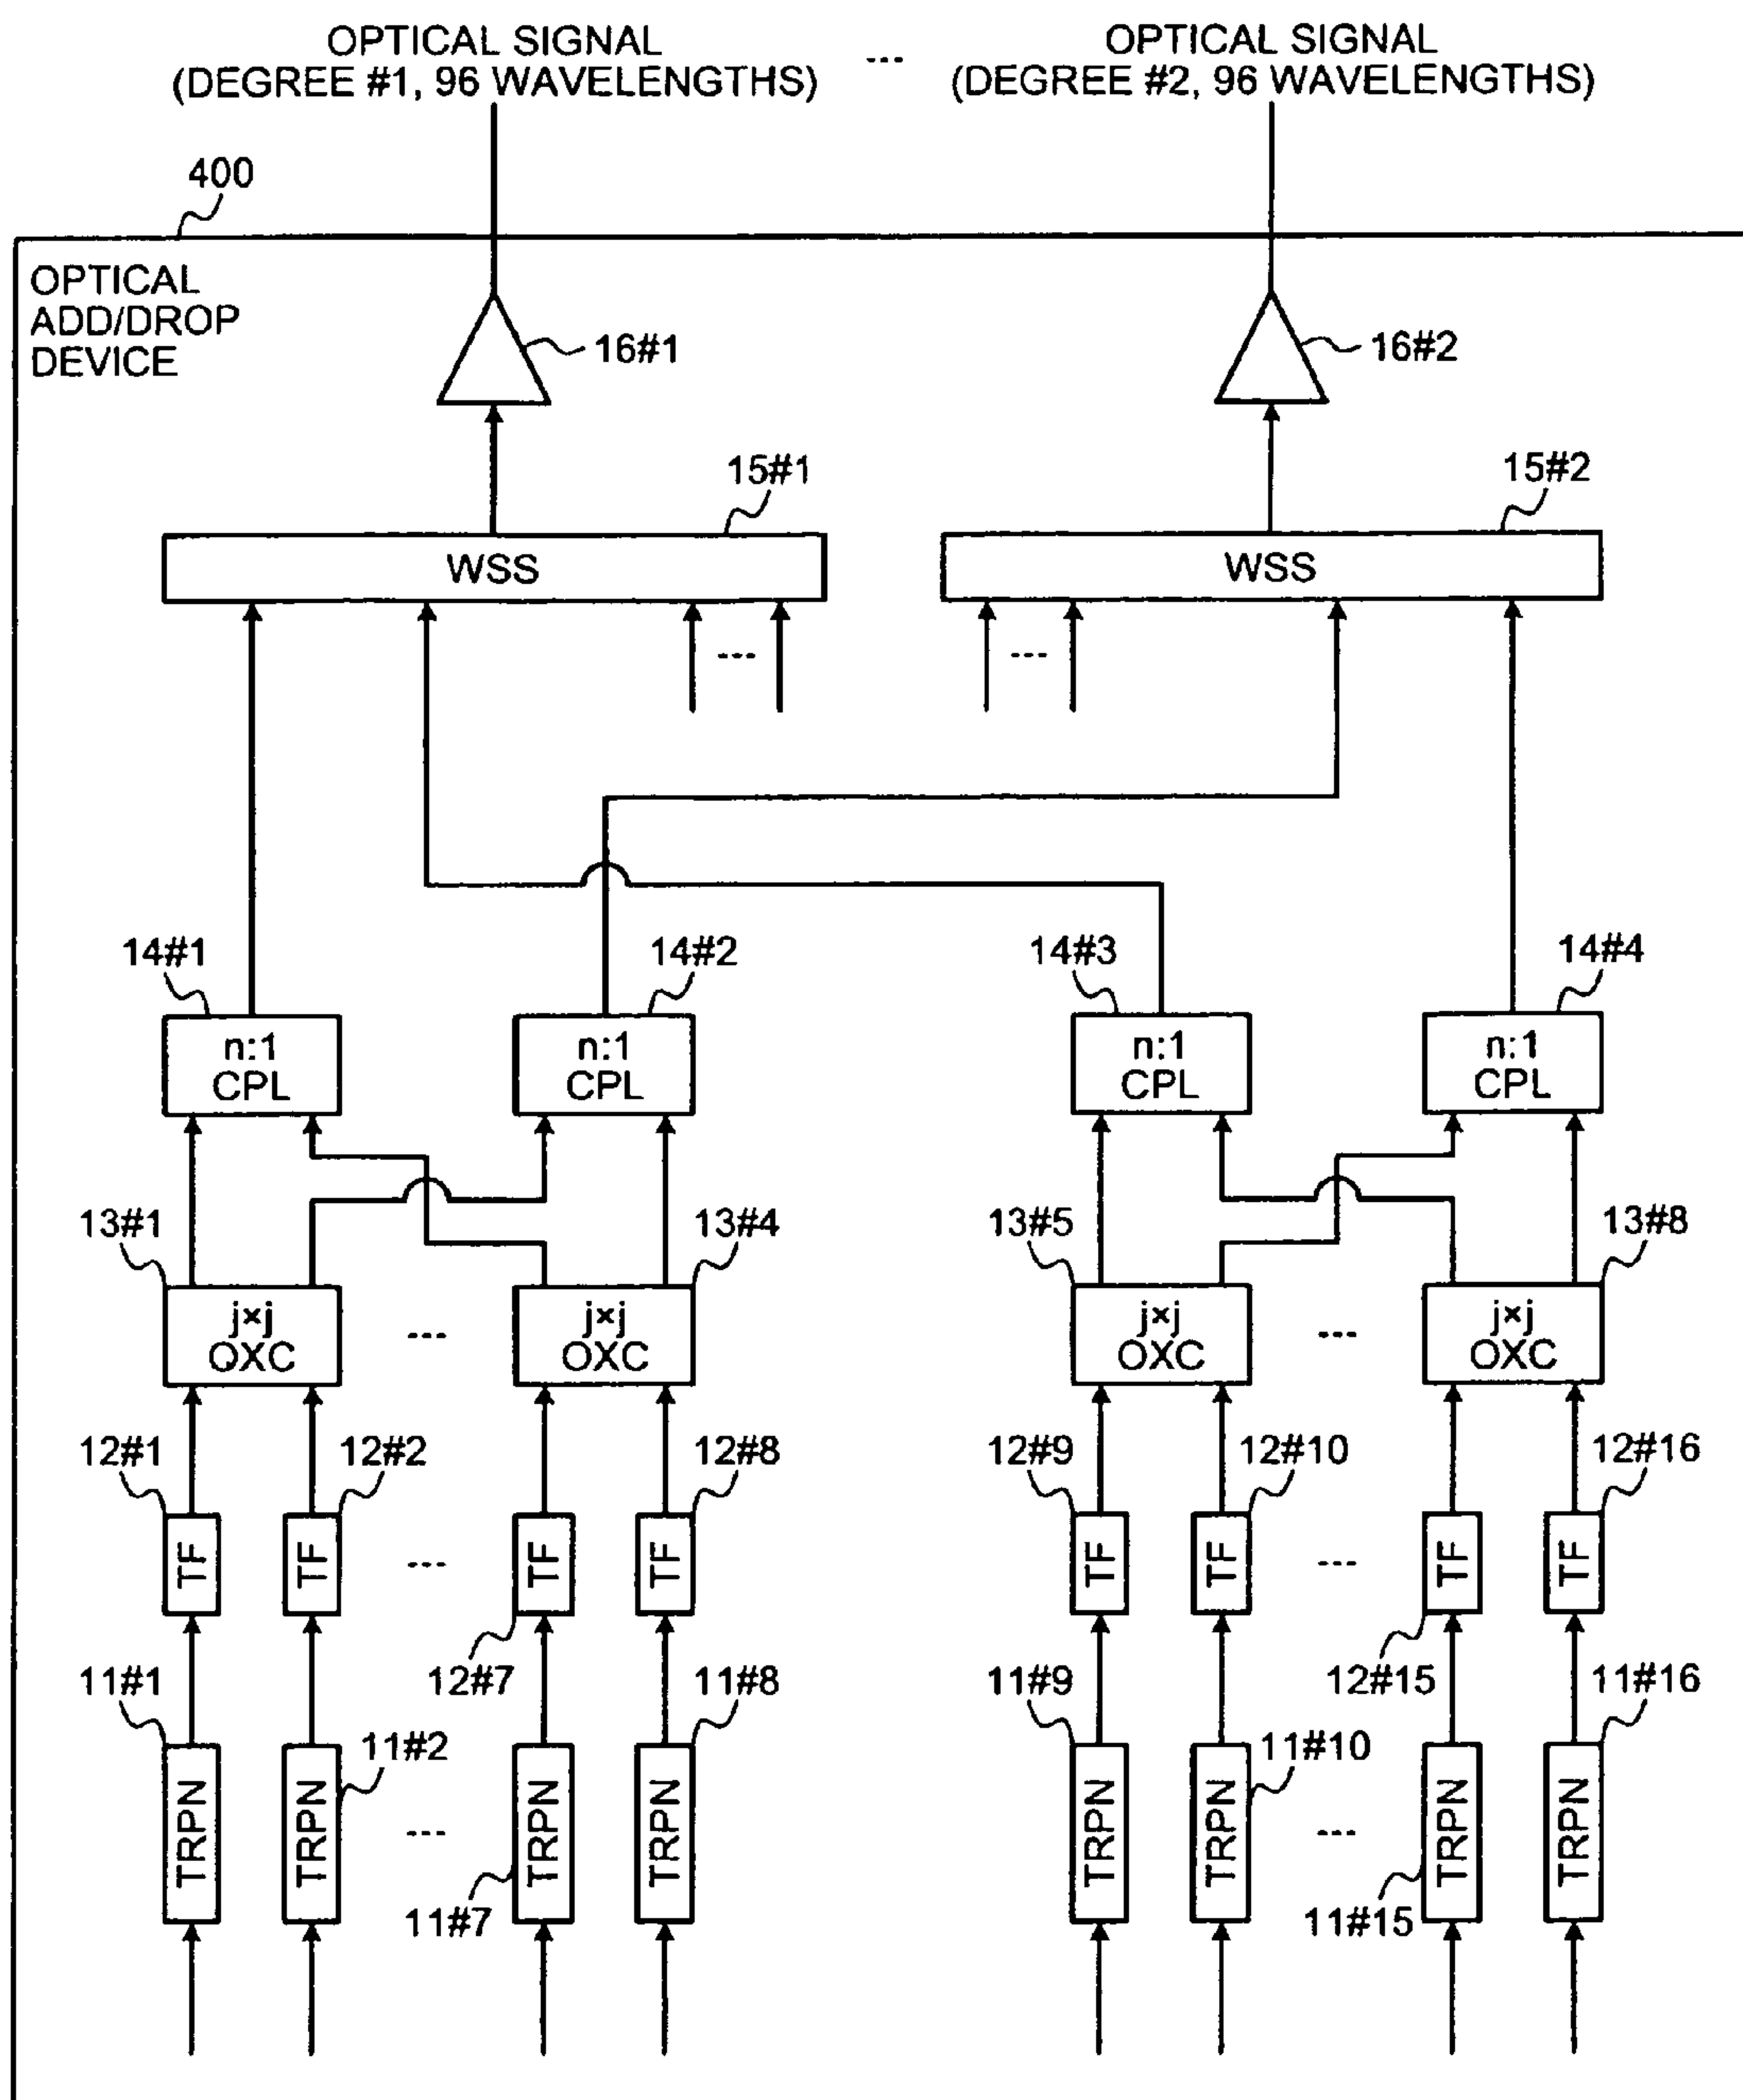 OPTICAL SIGNAL
(DEGREE #1, 96 WAVELENGTHS)
...
OPTICAL SIGNAL
(DEGREE #2, 96 WAVELENGTHS)
400
OPTICAL
ADD/DROP
DEVICE
16#1
16#2
15#1
15#2
WSS
WSS
...
...
14#1
14#2
14#3
14#4
n:1
CPL
n:1
CPL
n:1
CPL
n:1
CPL
13#1
13#4
13#5
13#8
j×j
OXC
...
j×j
OXC
j×j
OXC
...
j×j
OXC
12#1
12#2
12#8
12#9
12#10
12#16
TF
TF
...
TF
TF
TF
TF
...
TF
TF
12#7
12#15
11#1
11#8
11#9
11#16
11#2
11#10
TRPN
TRPN
...
TRPN
TRPN
TRPN
TRPN
...
TRPN
TRPN
11#7
11#15